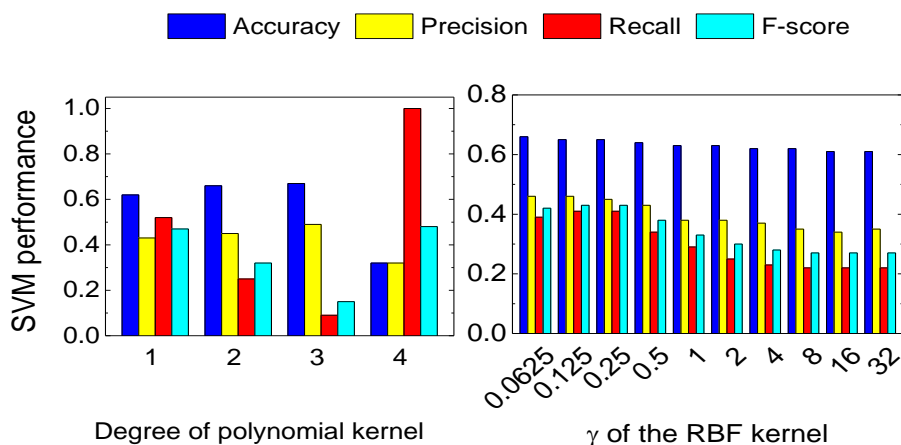 Accuracy Precision Recall F-score
SVM performance
1.0
0.8
0.6
0.4
0.2
0.0
1 2 3 4
Degree of polynomial kernel
0.8
0.6
0.4
0.2
0.0
0.0625 0.125 0.25 0.5 1 2 4 8 16 32
γ of the RBF kernel